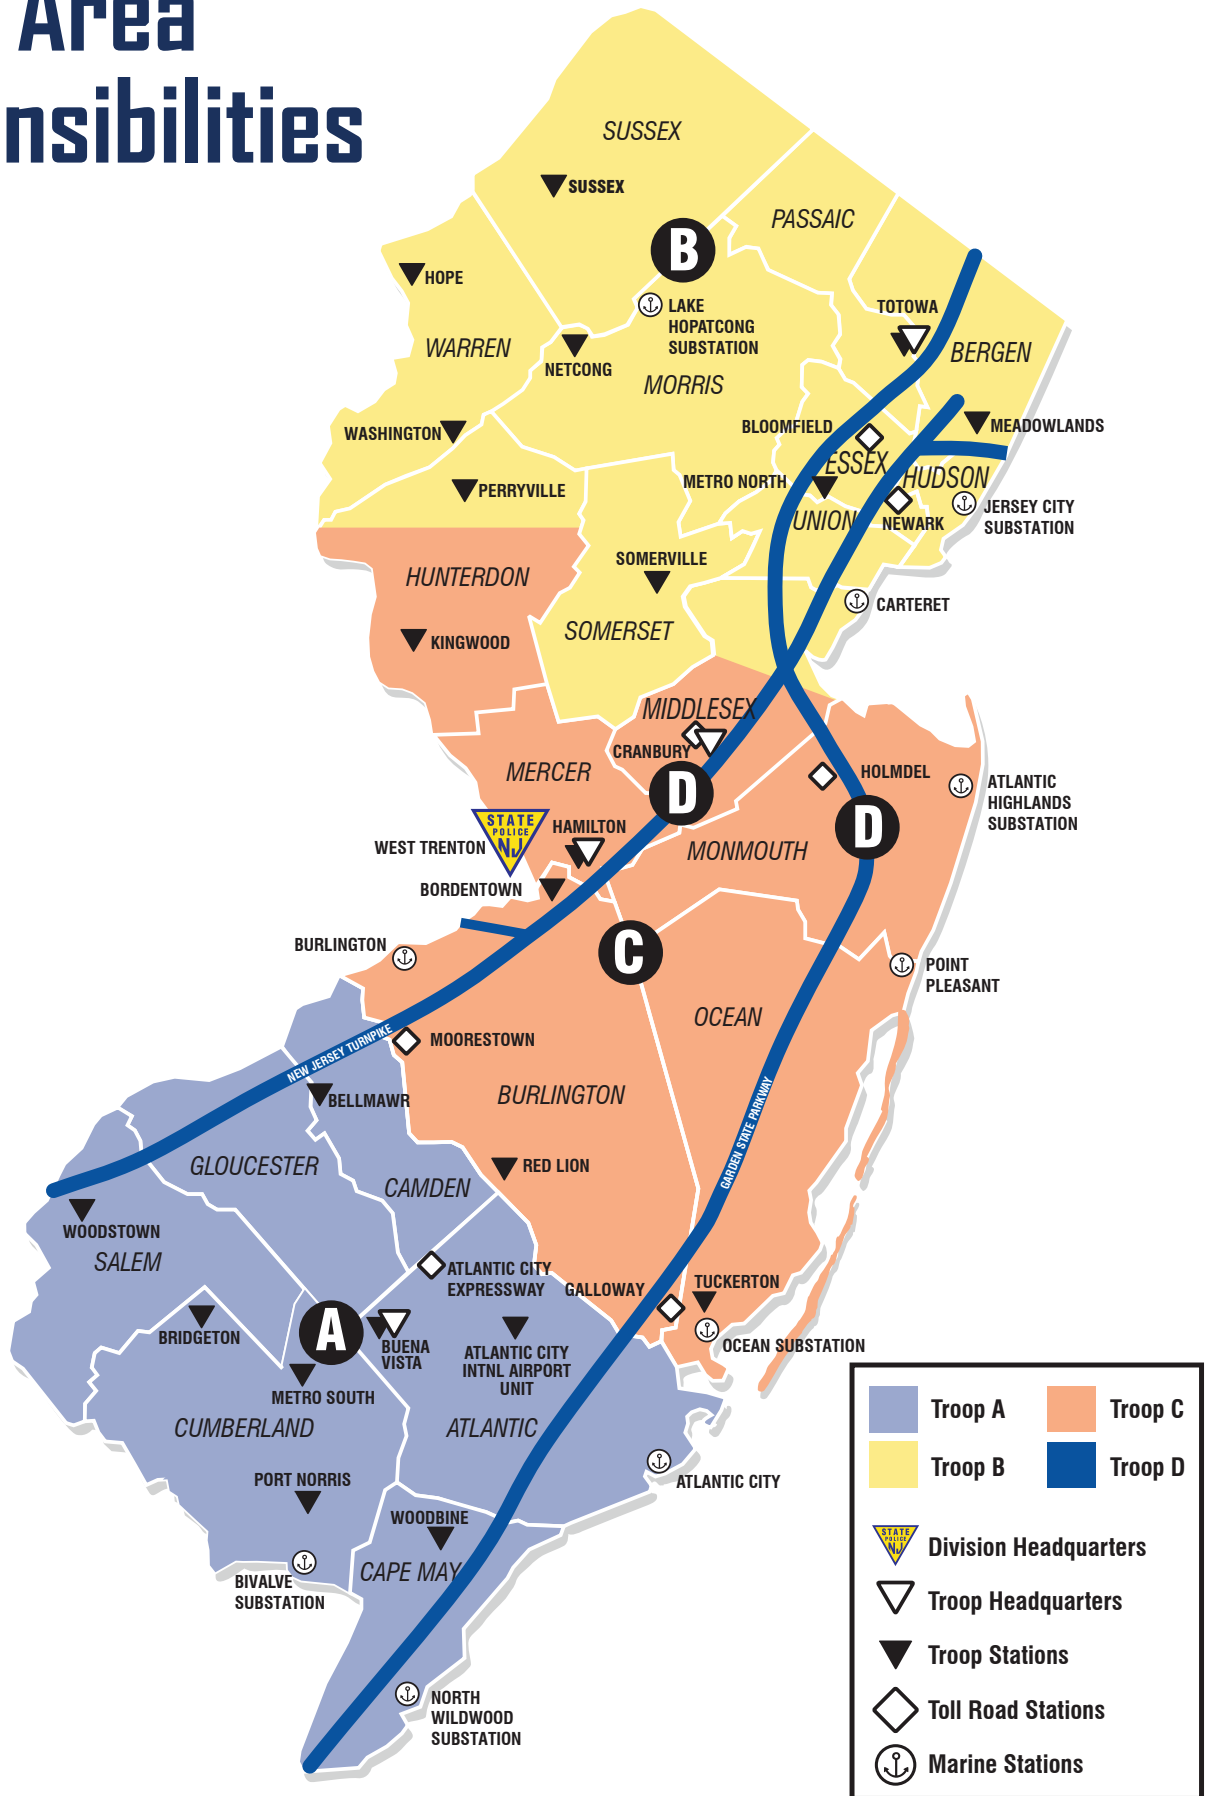 Area
nsibilities
SUSSEX
SUSSEX
PASSAIC
B
HOPE
LAKE
HOPATCONG
SUBSTATION
TOTOWA
WARREN
NETCONG
BERGEN
MORRIS
WASHINGTON
BLOOMFIELD
MEADOWLANDS
ESSEX
HUDSON
PERRYVILLE
METRO NORTH
JERSEY CITY
SUBSTATION
UNION
NEWARK
SOMERVILLE
HUNTERDON
CARTERET
SOMERSET
KINGWOOD
MIDDLESEX
CRANBURY
MERCER
HOLMDEL
ATLANTIC
HIGHLANDS
SUBSTATION
D
D
STATE
POLICE
NJ
WEST TRENTON
HAMILTON
MONMOUTH
BORDENTOWN
BURLINGTON
C
POINT
PLEASANT
OCEAN
NEW JERSEY TURNPIKE
MOORESTOWN
BELLMAWR
BURLINGTON
GARDEN STATE PARKWAY
GLOUCESTER
RED LION
CAMDEN
WOODSTOWN
SALEM
ATLANTIC CITY
EXPRESSWAY
GALLOWAY
TUCKERTON
BRIDGETON
A
BUENA
VISTA
ATLANTIC CITY
INTNL AIRPORT
UNIT
OCEAN SUBSTATION
METRO SOUTH
CUMBERLAND
ATLANTIC
PORT NORRIS
ATLANTIC CITY
WOODBINE
CAPE MAY
BIVALVE
SUBSTATION
NORTH
WILDWOOD
SUBSTATION
Troop A
Troop C
Troop B
Troop D
STATE
POLICE
NJ
Division Headquarters
Troop Headquarters
Troop Stations
Toll Road Stations
Marine Stations